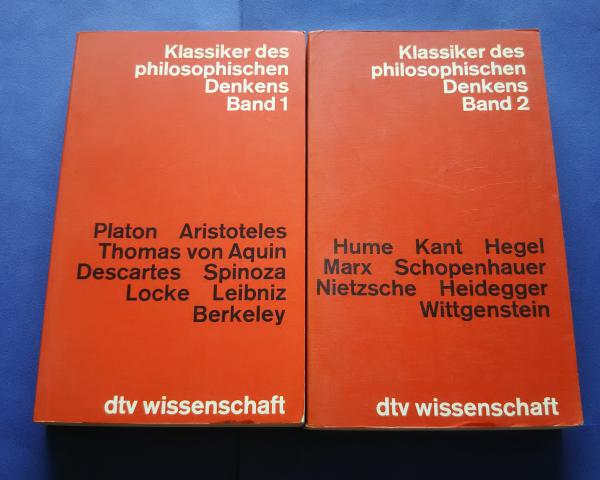 Klassiker des
philosophischen
Denkens
Band 1
Platon Aristoteles
Thomas von Aquin
Descartes Spinoza
Locke Leibniz
Berkeley
dtv wissenschaft
Klassiker des
philosophischen
Denkens
Band 2
Hume Kant Hegel
Marx Schopenhauer
Nietzsche Heidegger
Wittgenstein
dtv wissenschaft